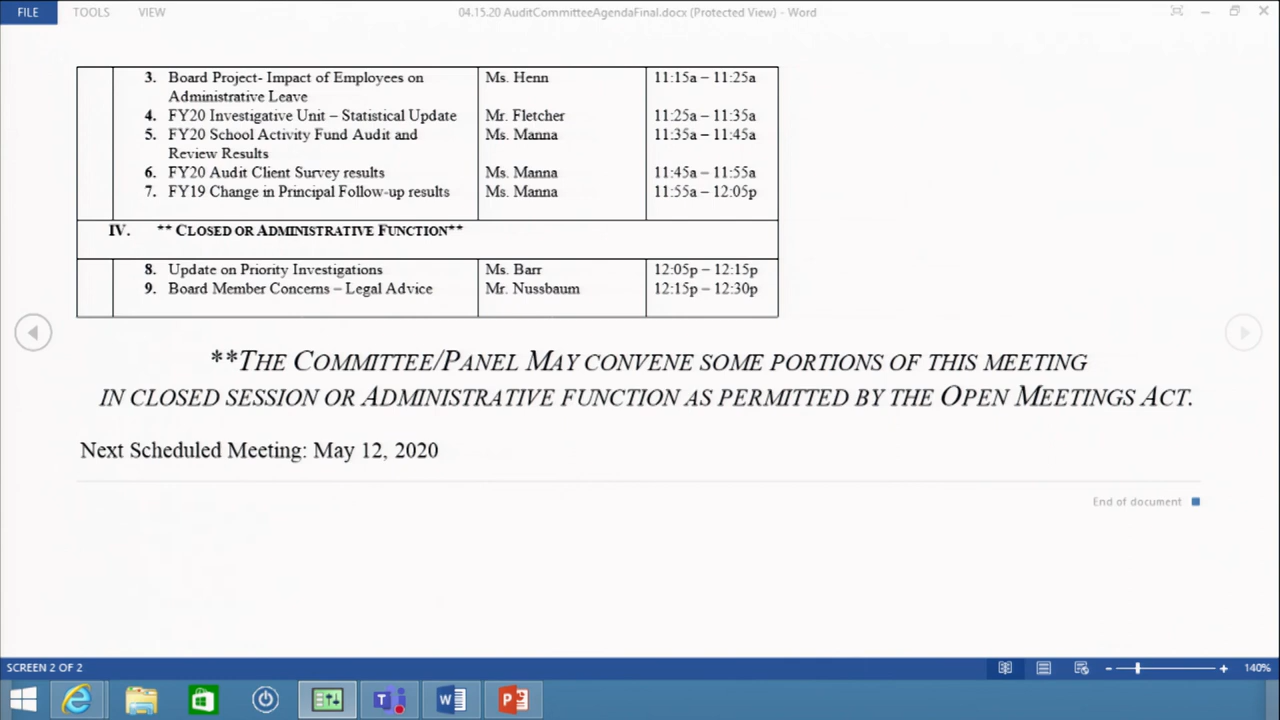 FILE TOOLS VIEW 04.15.20 AuditCommitteeAgendaFinal.docx (Protected View) - Word
3. Board Project- Impact of Employees on Ms. Henn 11:15a – 11:25a
Administrative Leave
4. FY20 Investigative Unit – Statistical Update Mr. Fletcher 11:25a – 11:35a
5. FY20 School Activity Fund Audit and Ms. Manna 11:35a – 11:45a
Review Results
6. FY20 Audit Client Survey results Ms. Manna 11:45a – 11:55a
7. FY19 Change in Principal Follow-up results Ms. Manna 11:55a – 12:05p
IV. ** CLOSED OR ADMINISTRATIVE FUNCTION**
8. Update on Priority Investigations Ms. Barr 12:05p – 12:15p
9. Board Member Concerns – Legal Advice Mr. Nussbaum 12:15p – 12:30p
**THE COMMITTEE/PANEL MAY CONVENE SOME PORTIONS OF THIS MEETING
IN CLOSED SESSION OR ADMINISTRATIVE FUNCTION AS PERMITTED BY THE OPEN MEETINGS ACT.
Next Scheduled Meeting: May 12, 2020
End of document
SCREEN 2 OF 2 140%